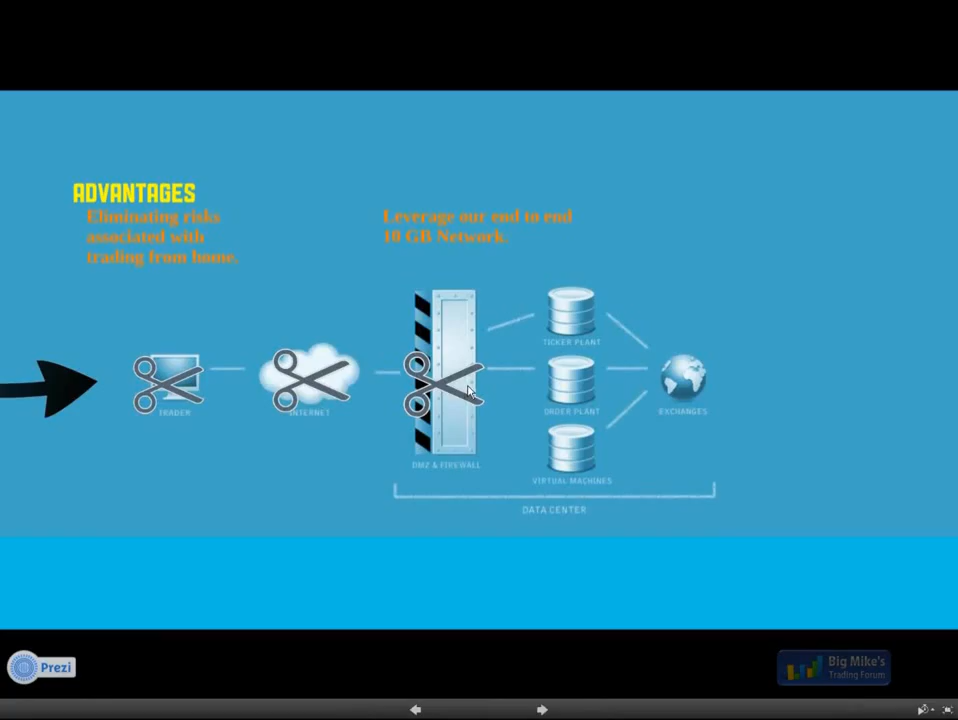 ADVANTAGES
Eliminating risks
associated with
trading from home.
Leverage our end to end
10 GB Network.
TICKER PLANT
TRADER
INTERNET
ORDER PLANT
EXCHANGES
DMZ & FIREWALL
VIRTUAL MACHINES
DATA CENTER
Prezi
Big Mike's
Trading Forum